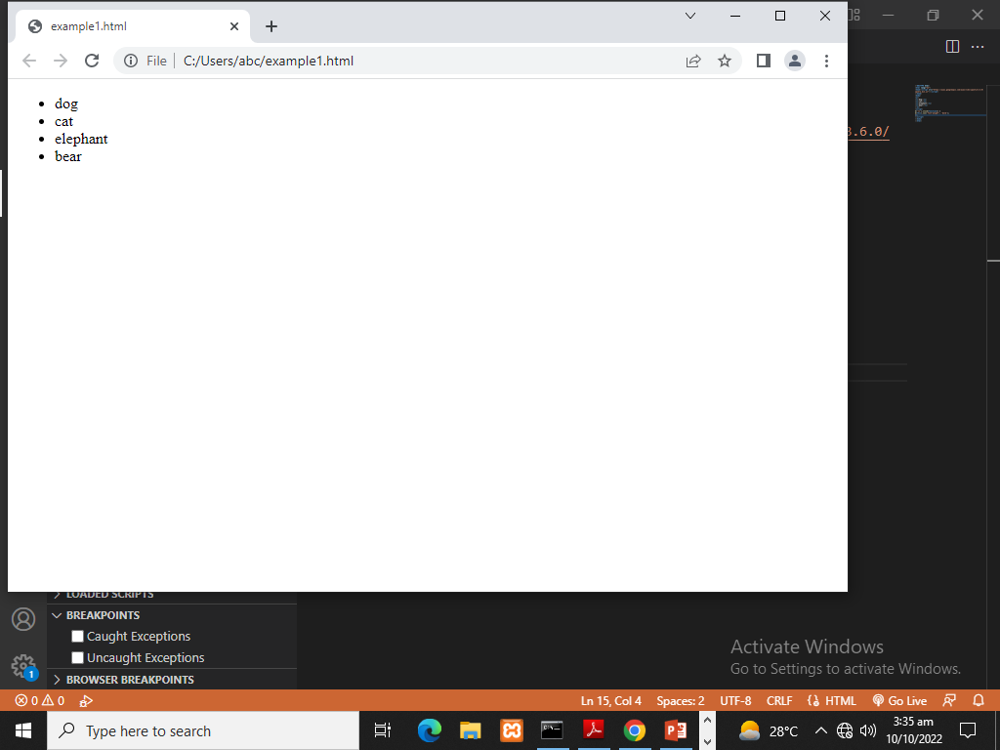 example1.html
File
C:/Users/abc/example1.html
dog
cat
elephant
bear
3.6.0/
LOADED SCRIPTS
BREAKPOINTS
Caught Exceptions
Uncaught Exceptions
BROWSER BREAKPOINTS
1
Activate Windows
Go to Settings to activate Windows.
0 0
Ln 15, Col 4
Spaces: 2
UTF-8
CRLF
HTML
Go Live
Type here to search
28°C
3:35 am
10/10/2022